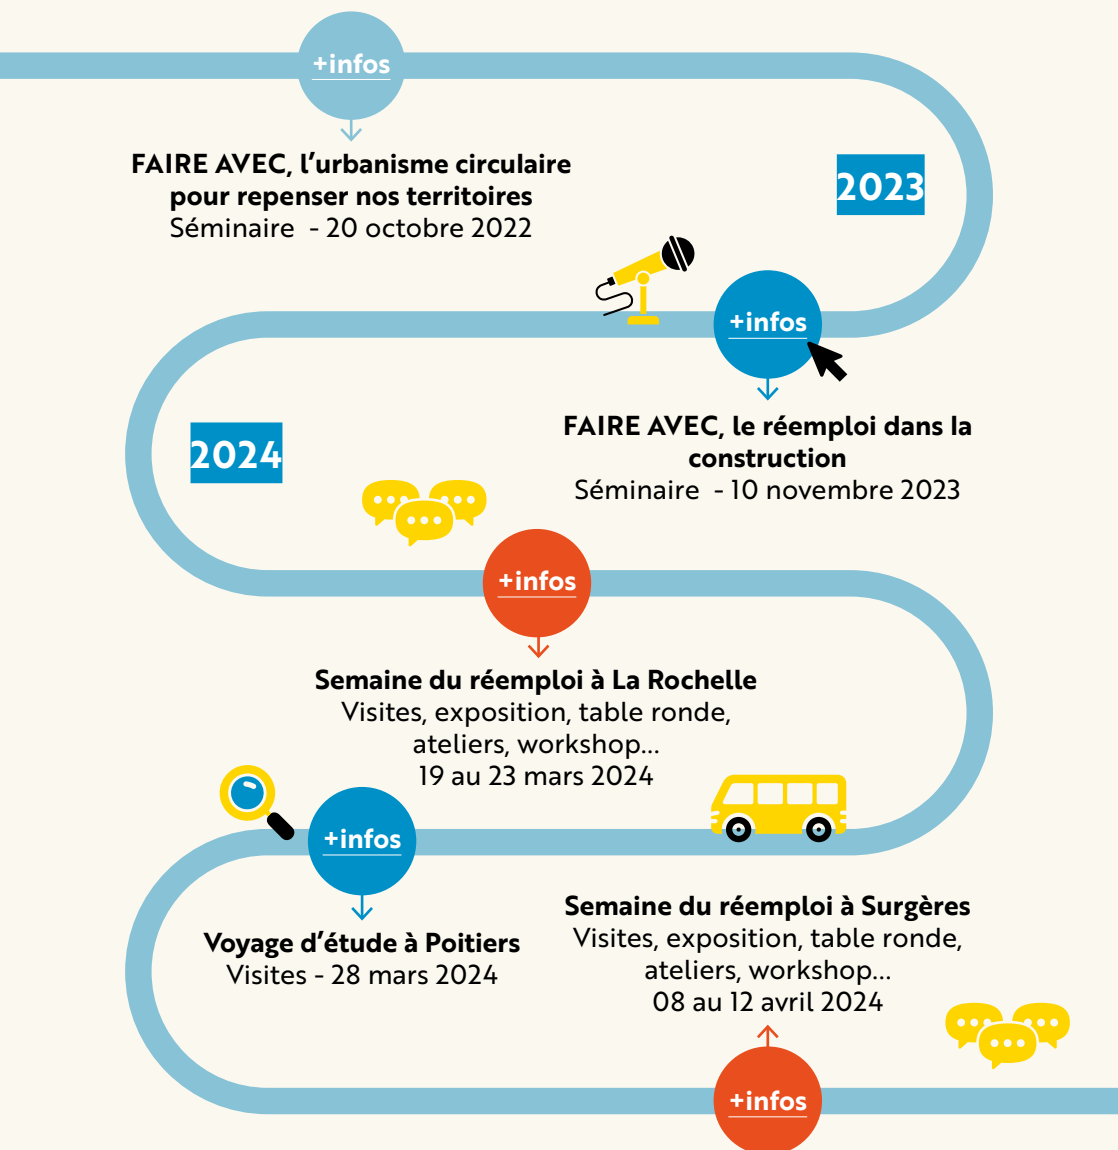 +infos
FAIRE AVEC, l’urbanisme circulaire
pour repenser nos territoires
Séminaire - 20 octobre 2022
2023
+infos
FAIRE AVEC, le réemploi dans la
construction
Séminaire - 10 novembre 2023
2024
+infos
Semaine du réemploi à La Rochelle
Visites, exposition, table ronde,
ateliers, workshop...
19 au 23 mars 2024
+infos
Voyage d’étude à Poitiers
Visites - 28 mars 2024
Semaine du réemploi à Surgères
Visites, exposition, table ronde,
ateliers, workshop...
08 au 12 avril 2024
+infos